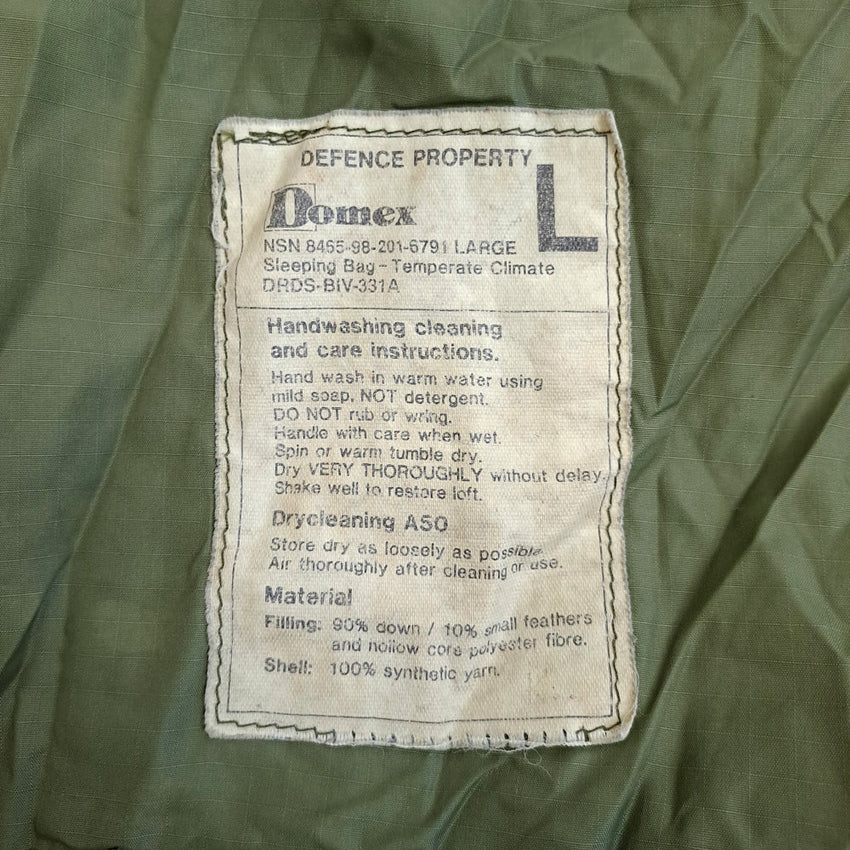 DEFENCE PROPERTY
L
Domex
NSN 8465-98-201-6791 LARGE
Sleeping Bag - Temperate Climate
DRDS-BIV-331A
Handwashing cleaning
and care instructions.
Hand wash in warm water using
mild soap, NOT detergent.
DO NOT rub or wring.
Handle with care when wet.
Spin or warm tumble dry.
Dry VERY THOROUGHLY without delay.
Shake well to restore loft.
Drycleaning ASO
Store dry as loosely as possible.
Air thoroughly after cleaning or use.
Material
Filling: 90% down / 10% small feathers
and hollow core polyester fibre.
Shell: 100% synthetic yarn.